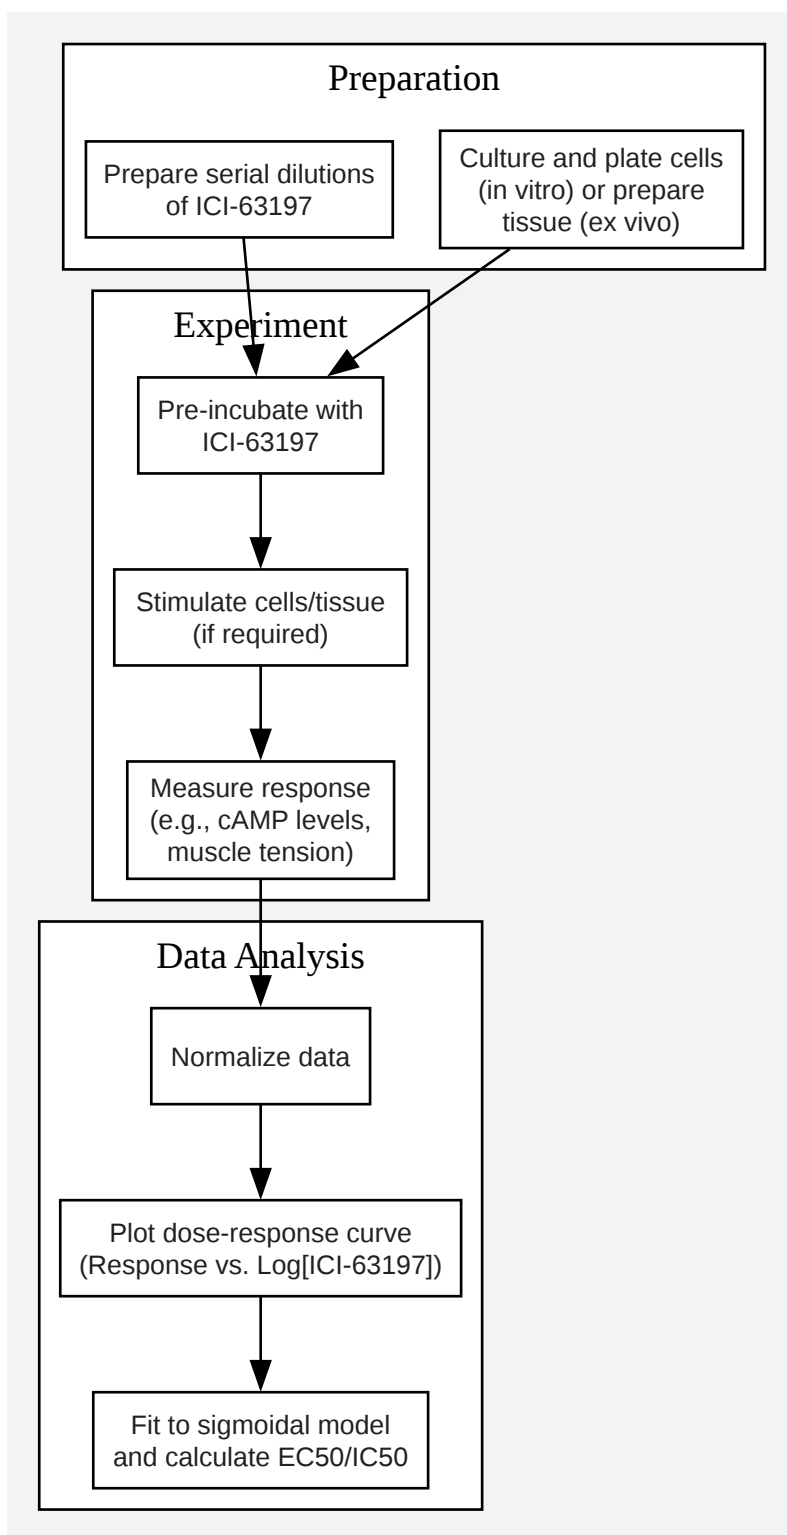 Preparation
Prepare serial dilutions
of ICI-63197
Culture and plate cells
(in vitro) or prepare
tissue (ex vivo)
Experiment
Pre-incubate with
ICI-63197
Stimulate cells/tissue
(if required)
Measure response
(e.g., cAMP levels,
muscle tension)
Data Analysis
Normalize data
Plot dose-response curve
(Response vs. Log[ICI-63197])
Fit to sigmoidal model
and calculate EC50/IC50